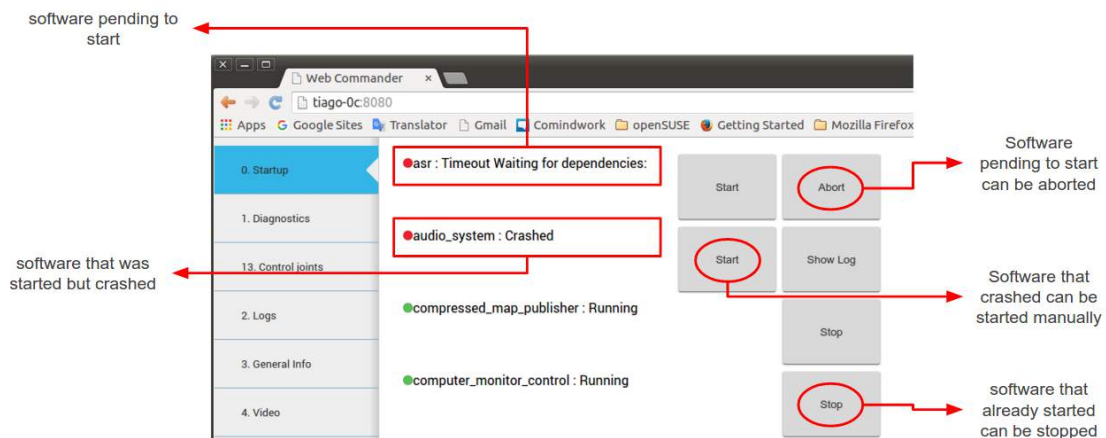 software pending to
start
Web Commander ×
tiago-0c:8080
Apps Google Sites Translator Gmail Comindwork openSUSE Getting Started Mozilla Firefox
0. Startup
1. Diagnostics
13. Control joints
2. Logs
3. General Info
4. Video
asr : Timeout Waiting for dependencies:
Start
Abort
audio_system : Crashed
Start
Show Log
compressed_map_publisher : Running
Stop
computer_monitor_control : Running
Stop
software that was
started but crashed
Software
pending to start
can be aborted
Software that
crashed can be
started manually
software that
already started
can be stopped